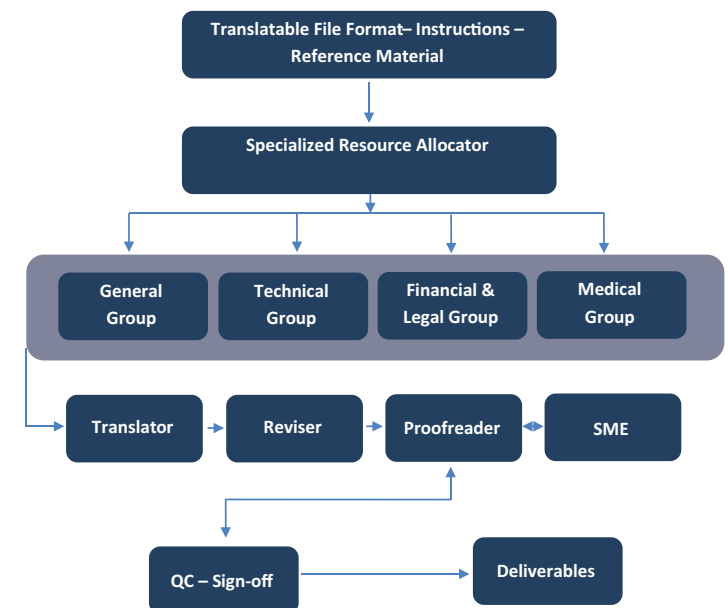 Translatable File Format– Instructions –
Reference Material
Specialized Resource Allocator
General
Group
Technical
Group
Financial &
Legal Group
Medical
Group
Translator
Reviser
Proofreader
SME
QC – Sign-off
Deliverables